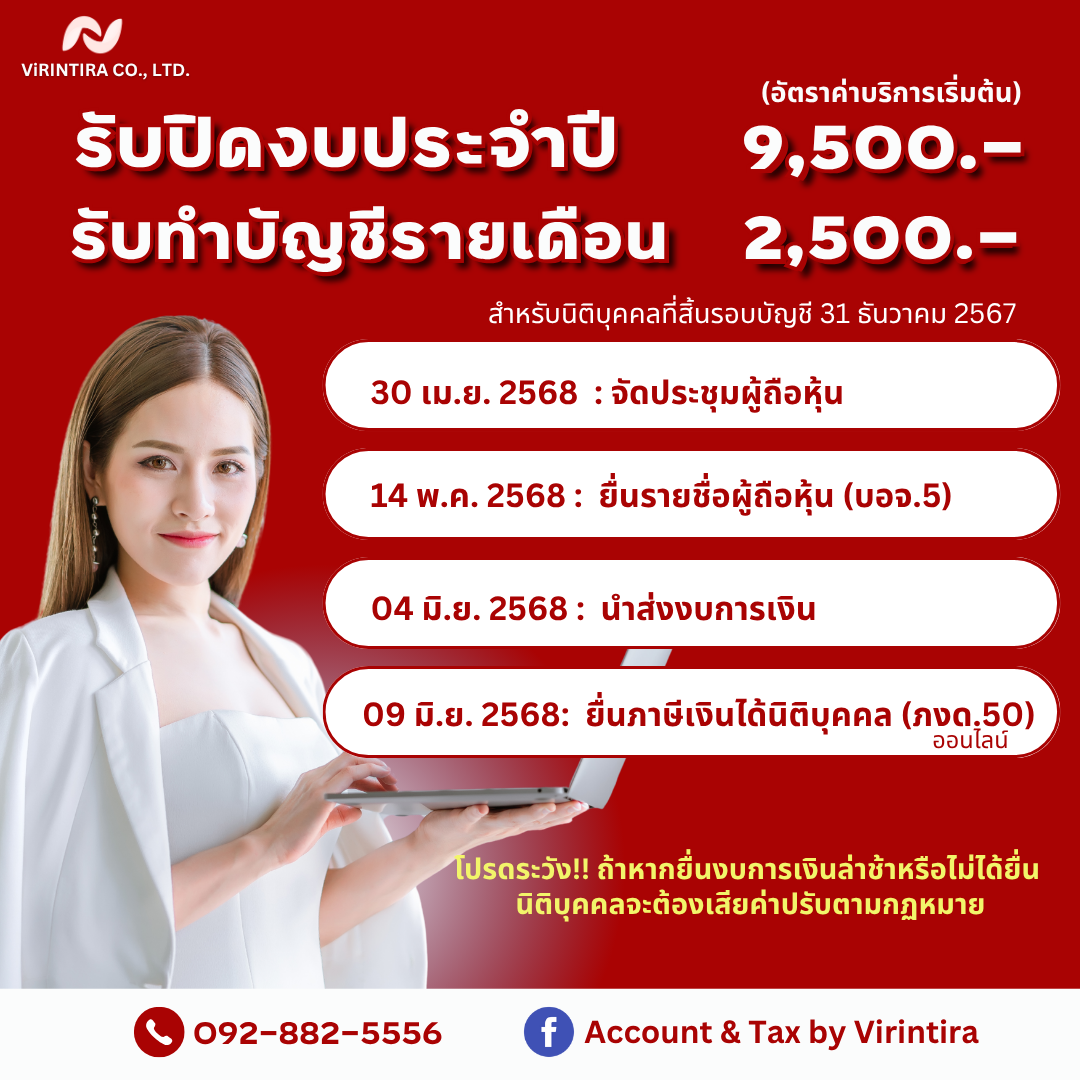 ViRINTIRA CO., LTD.
(อัตราค่าบริการเริ่มต้น)
รับปิดงบประจำปี 9,500.-
รับทำบัญชีรายเดือน 2,500.-
สำหรับนิติบุคคลที่สิ้นรอบบัญชี 31 ธันวาคม 2567
30 เม.ย. 2568 : จัดประชุมผู้ถือหุ้น
14 พ.ค. 2568 : ยื่นรายชื่อผู้ถือหุ้น (บอจ.5)
04 มิ.ย. 2568 : นำส่งงบการเงิน
09 มิ.ย. 2568: ยื่นภาษีเงินได้นิติบุคคล (ภงด.50)
ออนไลน์
โปรดระวัง!! ถ้าหากยื่นงบการเงินล่าช้าหรือไม่ได้ยื่น
นิติบุคคลจะต้องเสียค่าปรับตามกฎหมาย
092-882-5556
Account & Tax by Virintira